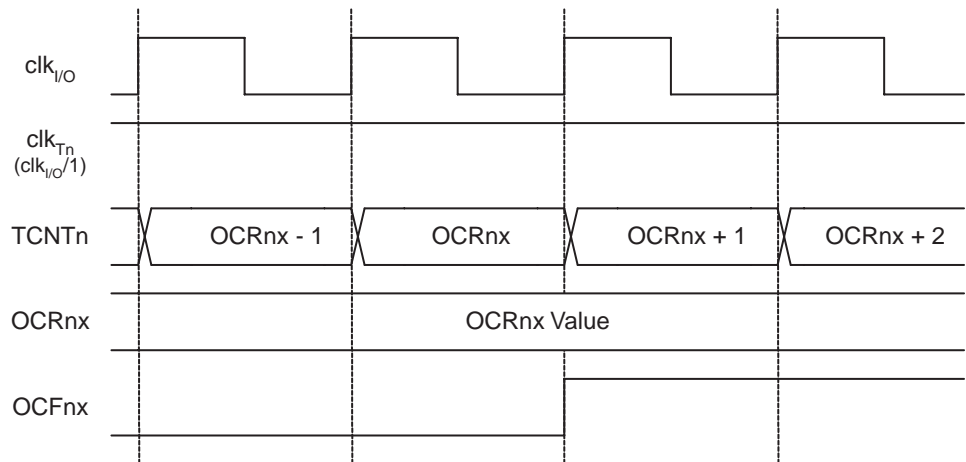 clkI/O
clkTn
(clkI/O/1)
TCNTn OCRnx - 1 OCRnx OCRnx + 1 OCRnx + 2
OCRnx OCRnx Value
OCFnx